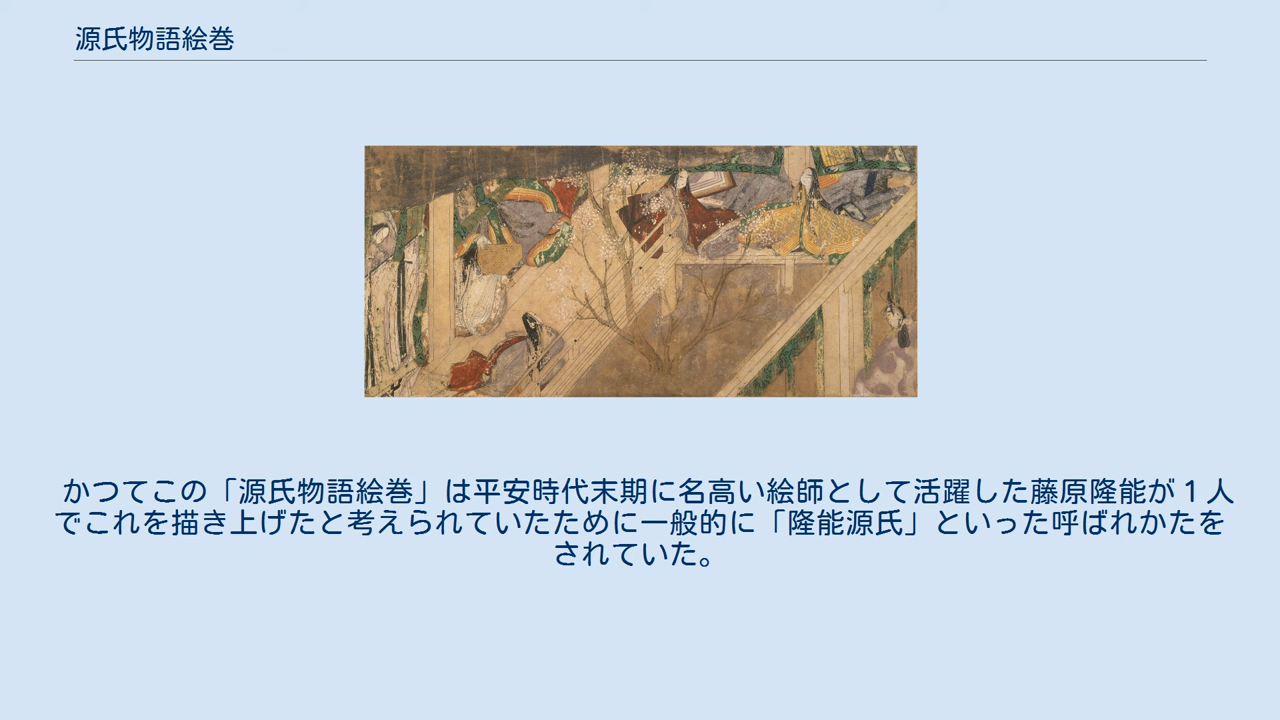 源氏物語絵巻
かつてこの「源氏物語絵巻」は平安時代末期に名高い絵師として活躍した藤原隆能が１人
でこれを描き上げたと考えられていたために一般的に「隆能源氏」といった呼ばれかたを
されていた。